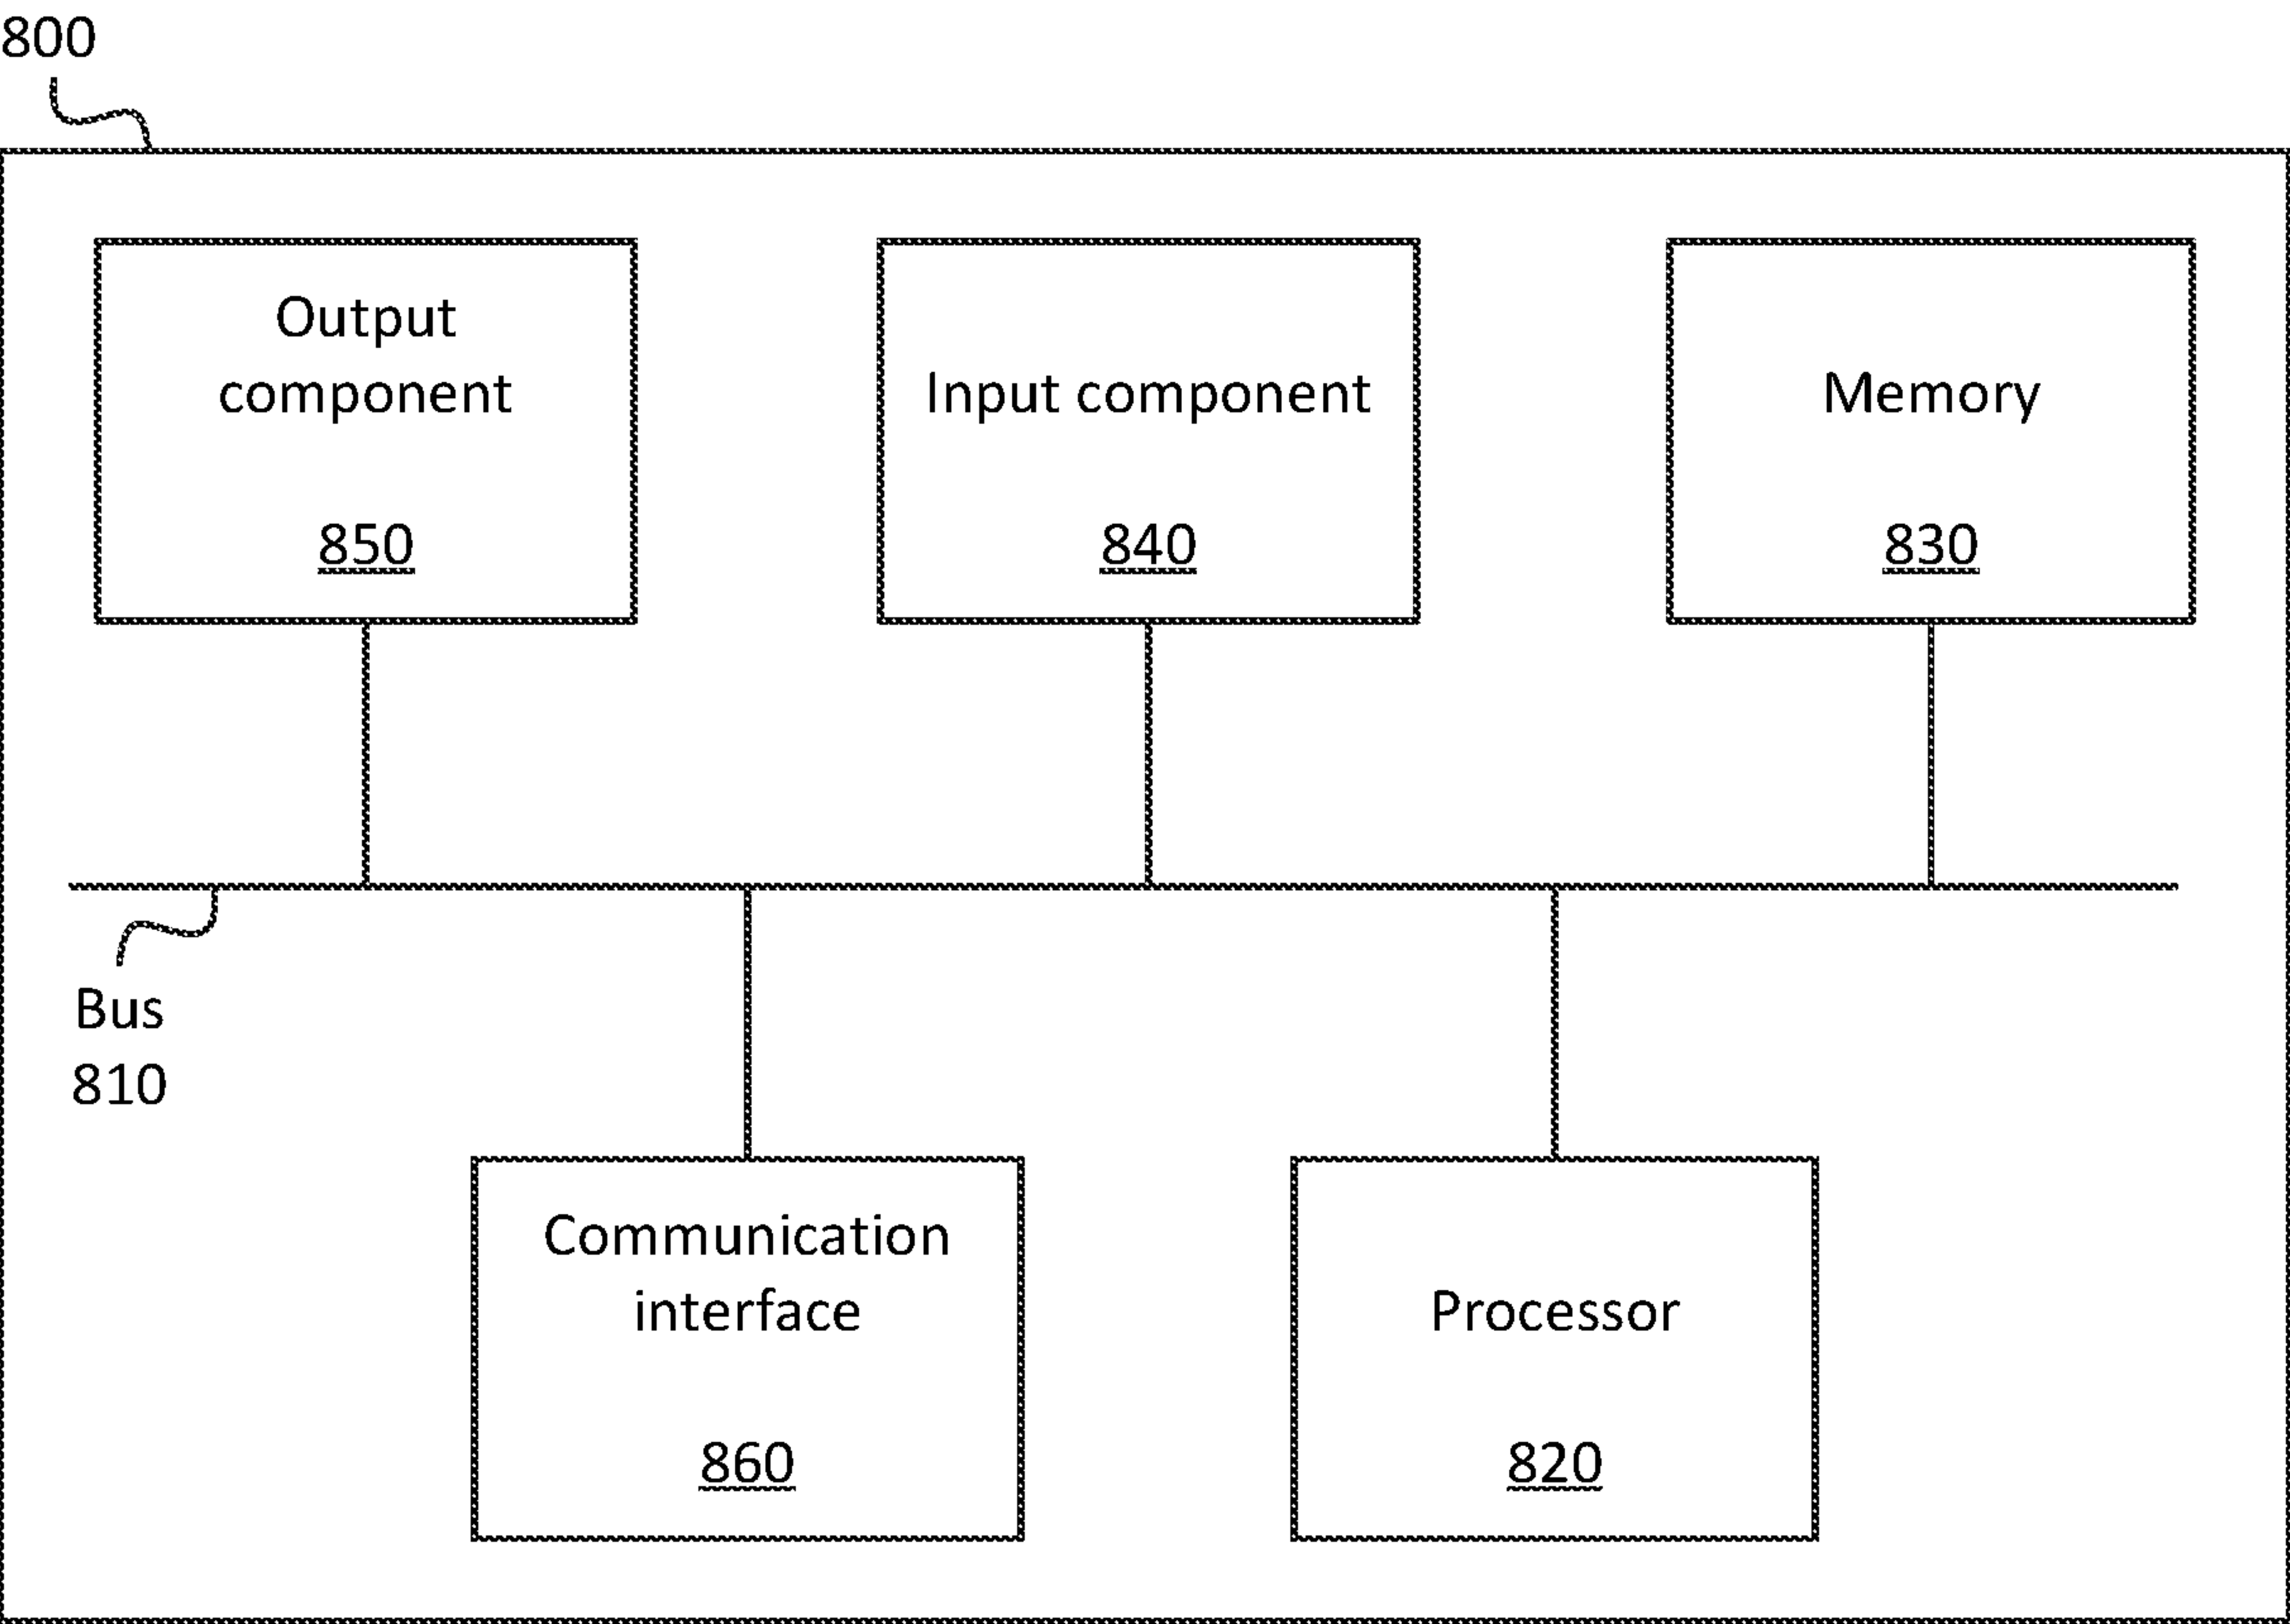 800
Output
component
850
Input component
840
Memory
830
Bus
810
Communication
interface
860
Processor
820